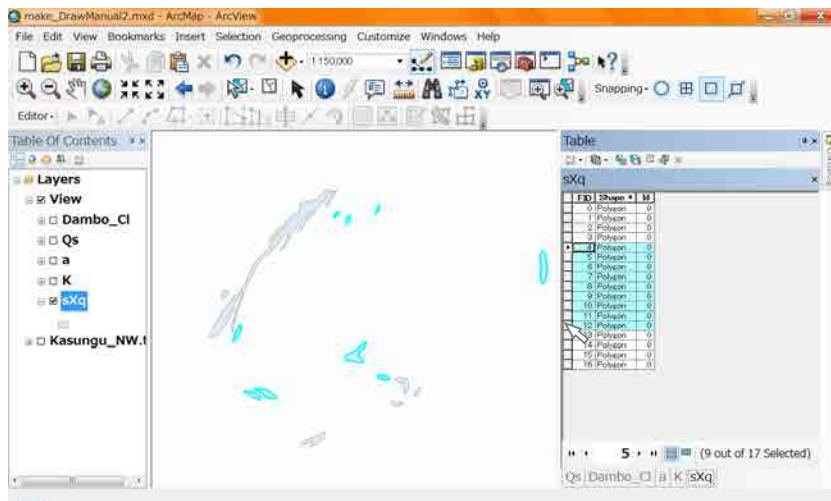 make_DrawManual2.mxd - ArcMap - ArcView
File Edit View Bookmarks Insert Selection Geoprocessing Customize Windows Help
1:150,000
Snapping
Editor
Table Of Contents
Table
Layers
sXq
View
FID Shape * Id
Dambo_Cl
0 Polygon 0
1 Polygon 0
Qs
2 Polygon 0
3 Polygon 0
a
4 Polygon 0
5 Polygon 0
K
6 Polygon 0
7 Polygon 0
sXq
8 Polygon 0
9 Polygon 0
10 Polygon 0
11 Polygon 0
12 Polygon 0
Kasungu_NW.t
13 Polygon 0
14 Polygon 0
15 Polygon 0
16 Polygon 0
5 (9 out of 17 Selected)
Qs Dambo_Cl a K sXq